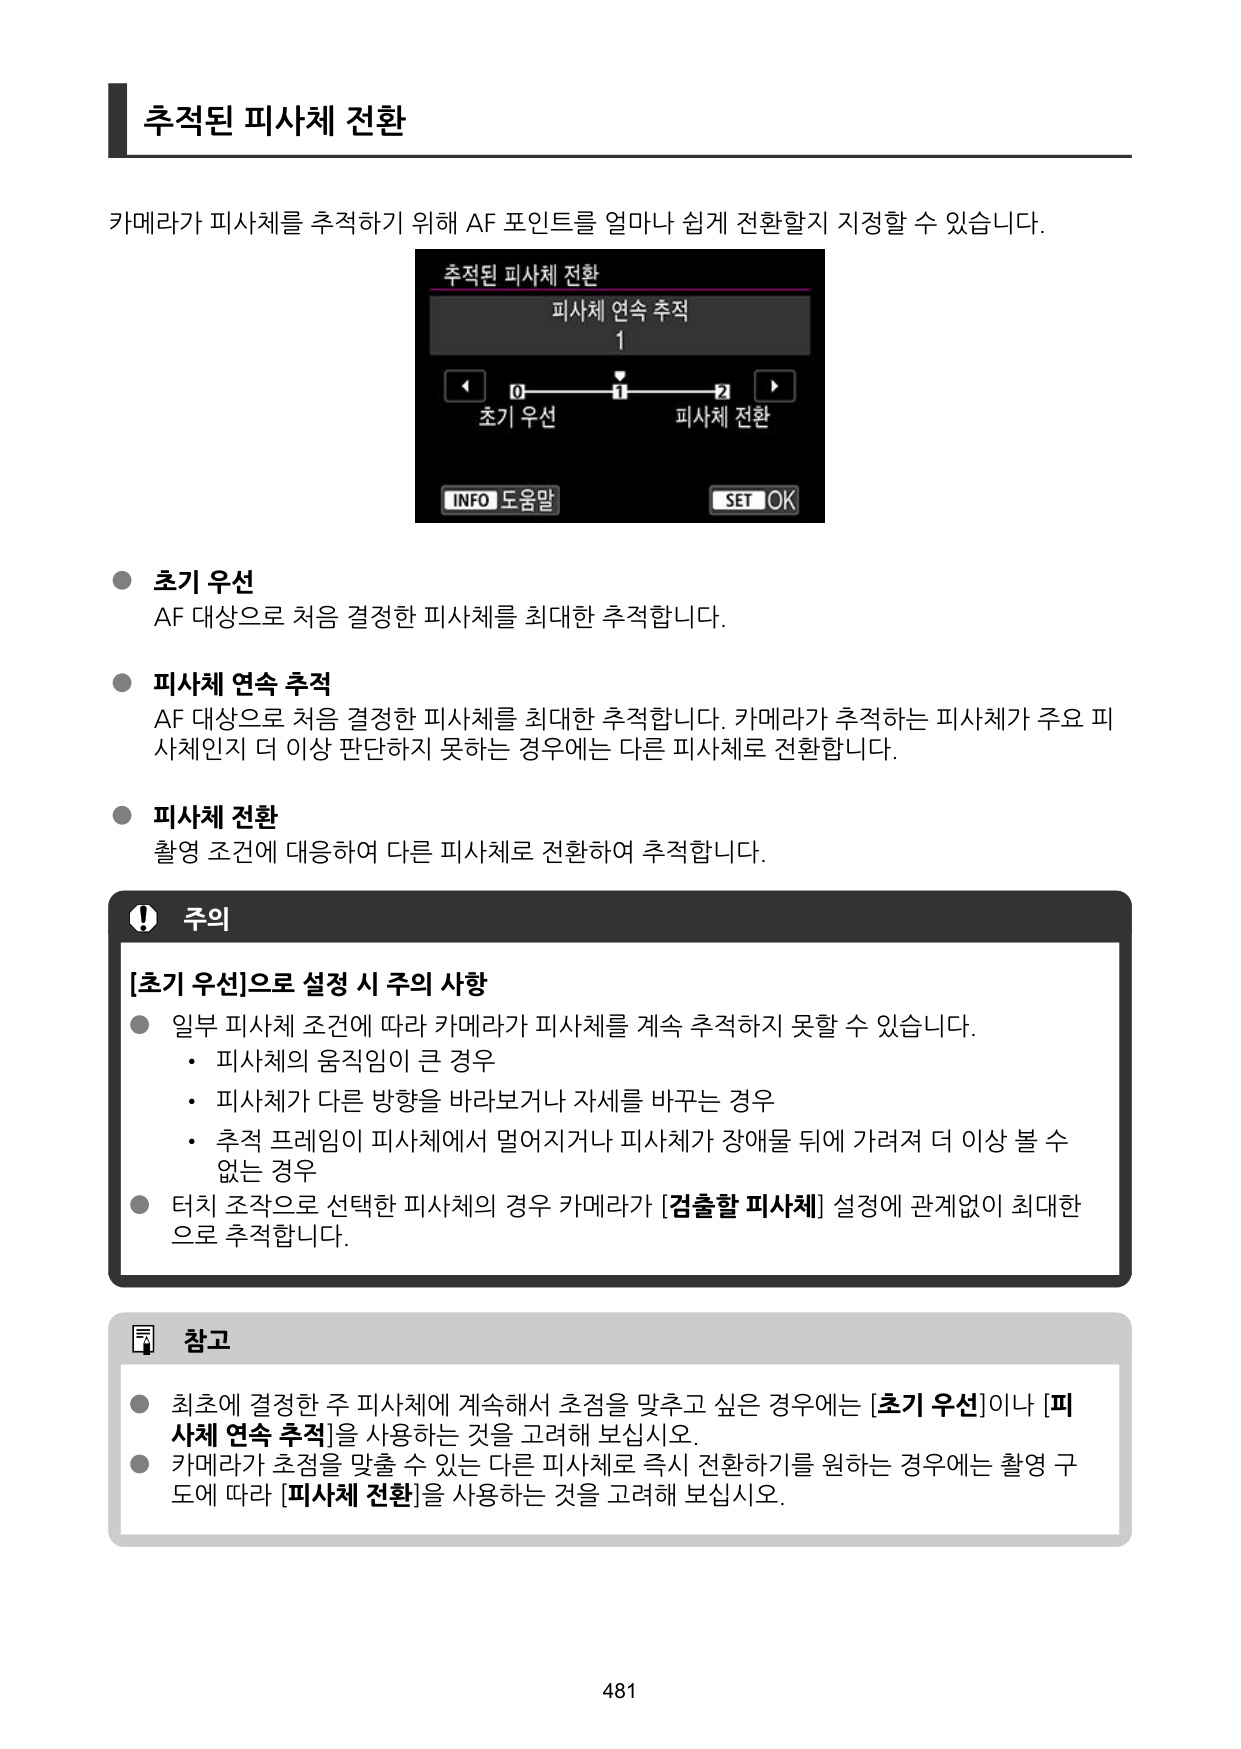 추적된 피사체 전환
카메라가 피사체를 추적하기 위해 AF 포인트를 얼마나 쉽게 전환할지 지정할 수 있습니다.
추적된 피사체 전환
피사체 연속 추적
1
0 1 2
초기 우선 피사체 전환
INFO 도움말 SET OK
● 초기 우선
AF 대상으로 처음 결정한 피사체를 최대한 추적합니다.
● 피사체 연속 추적
AF 대상으로 처음 결정한 피사체를 최대한 추적합니다. 카메라가 추적하는 피사체가 주요 피
사체인지 더 이상 판단하지 못하는 경우에는 다른 피사체로 전환합니다.
● 피사체 전환
촬영 조건에 대응하여 다른 피사체로 전환하여 추적합니다.
주의
[초기 우선]으로 설정 시 주의 사항
● 일부 피사체 조건에 따라 카메라가 피사체를 계속 추적하지 못할 수 있습니다.
• 피사체의 움직임이 큰 경우
• 피사체가 다른 방향을 바라보거나 자세를 바꾸는 경우
• 추적 프레임이 피사체에서 멀어지거나 피사체가 장애물 뒤에 가려져 더 이상 볼 수
없는 경우
● 터치 조작으로 선택한 피사체의 경우 카메라가 [검출할 피사체] 설정에 관계없이 최대한
으로 추적합니다.
참고
● 최초에 결정한 주 피사체에 계속해서 초점을 맞추고 싶은 경우에는 [초기 우선]이나 [피
사체 연속 추적]을 사용하는 것을 고려해 보십시오.
● 카메라가 초점을 맞출 수 있는 다른 피사체로 즉시 전환하기를 원하는 경우에는 촬영 구
도에 따라 [피사체 전환]을 사용하는 것을 고려해 보십시오.
481